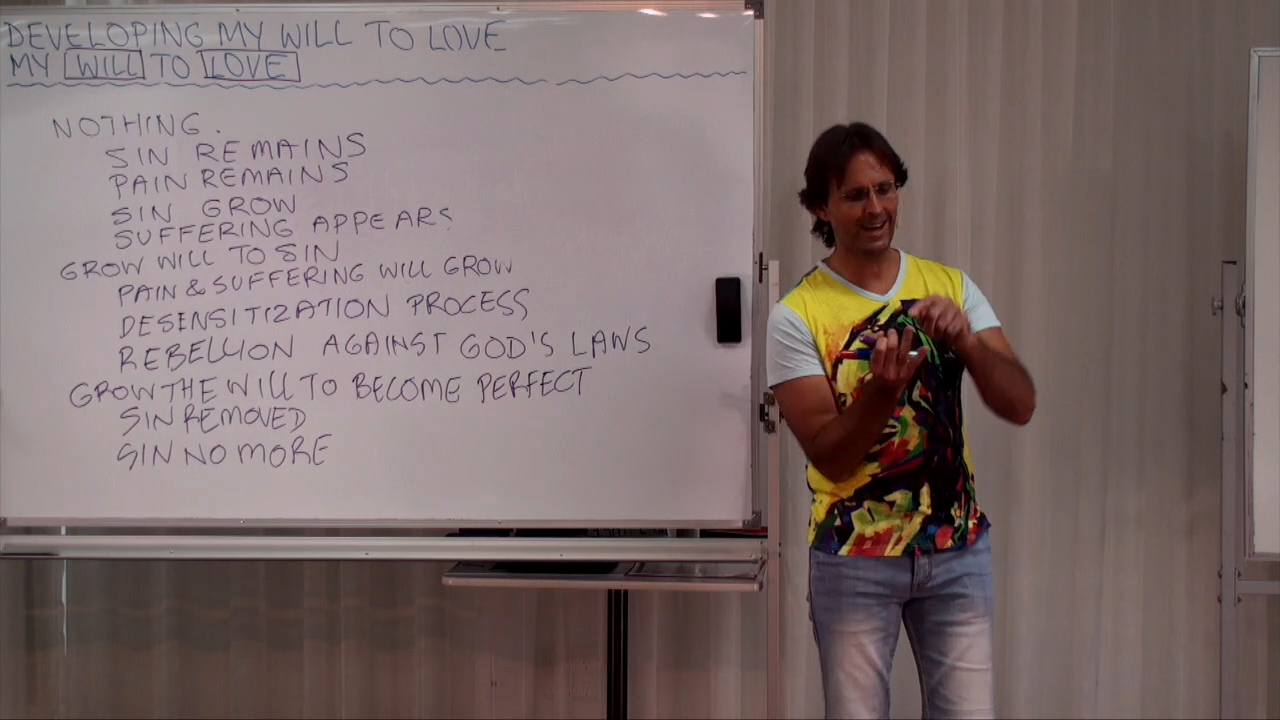 DEVELOPING MY WILL TO LOVE
MY WILL TO LOVE
NOTHING.
SIN REMAINS
PAIN REMAINS
SIN GROW
SUFFERING APPEARS
GROW WILL TO SIN
PAIN & SUFFERING WILL GROW
DESENSITIZATION PROCESS
REBELLION AGAINST GOD'S LAWS
GROW THE WILL TO BECOME PERFECT
SIN REMOVED
SIN NO MORE